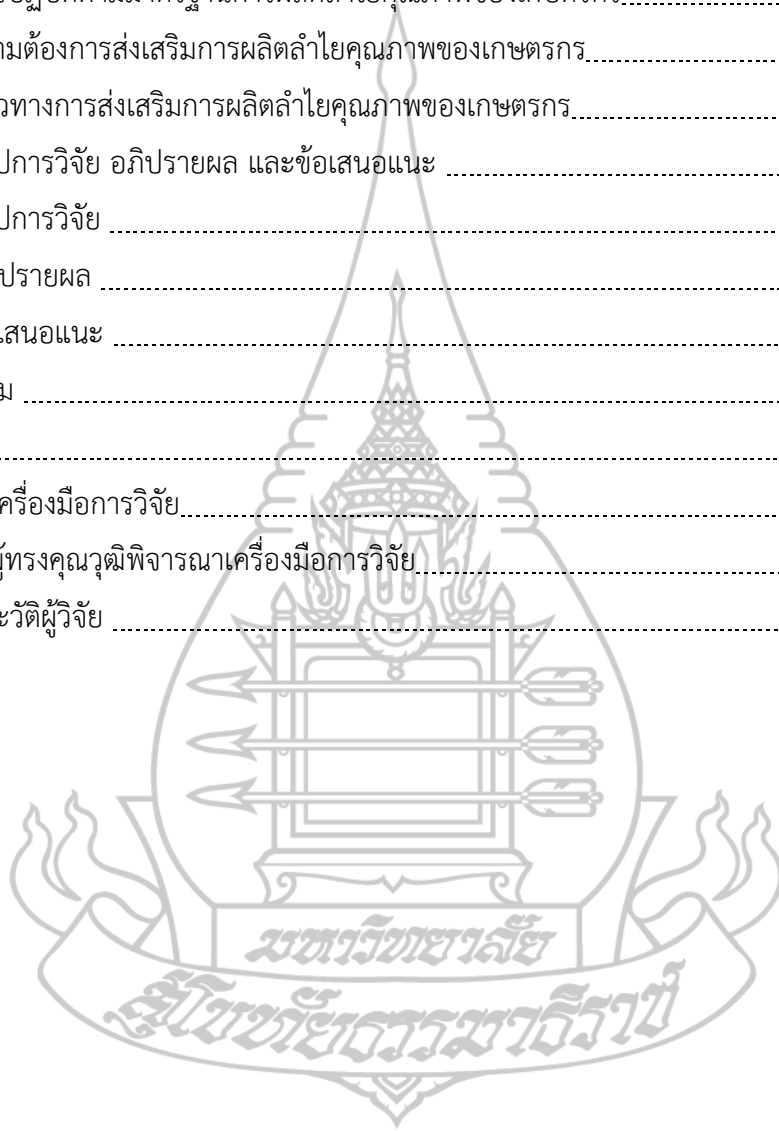 ามต้องการส่งเสริมการผลิตลำไยคุณภาพของเกษตรกร
วทางการส่งเสริมการผลิตลำไยคุณภาพของเกษตรกร
ปการวิจัย อภิปรายผล และข้อเสนอแนะ
ปการวิจัย
ปรายผล
เสนอแนะ
ม
ครื่องมือการวิจัย
ผู้ทรงคุณวุฒิพิจารณาเครื่องมือการวิจัย
ะวัติผู้วิจัย
มหาวิทยาลัย
สุโขทัยธรรมาธิราช